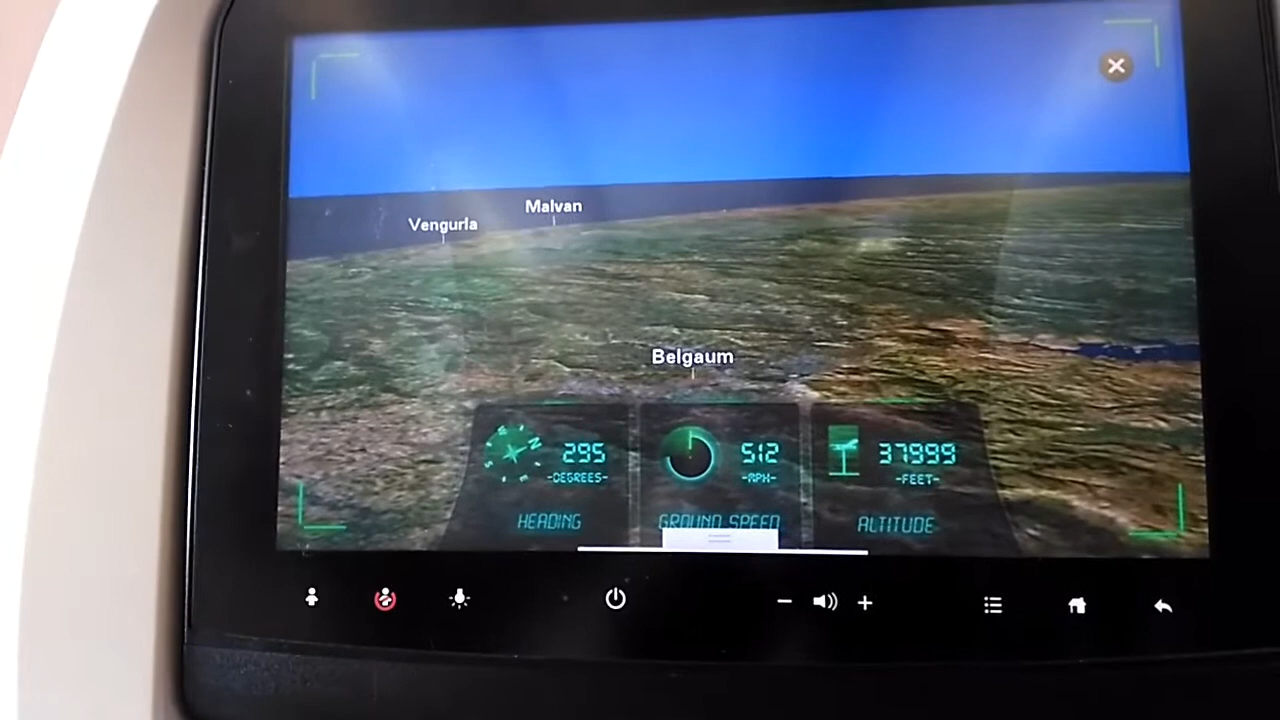 Malvan
Vengurla
Belgaum
295
-DEGREES-
HEADING
512
-MPH-
GROUND SPEED
37999
-FEET-
ALTITUDE